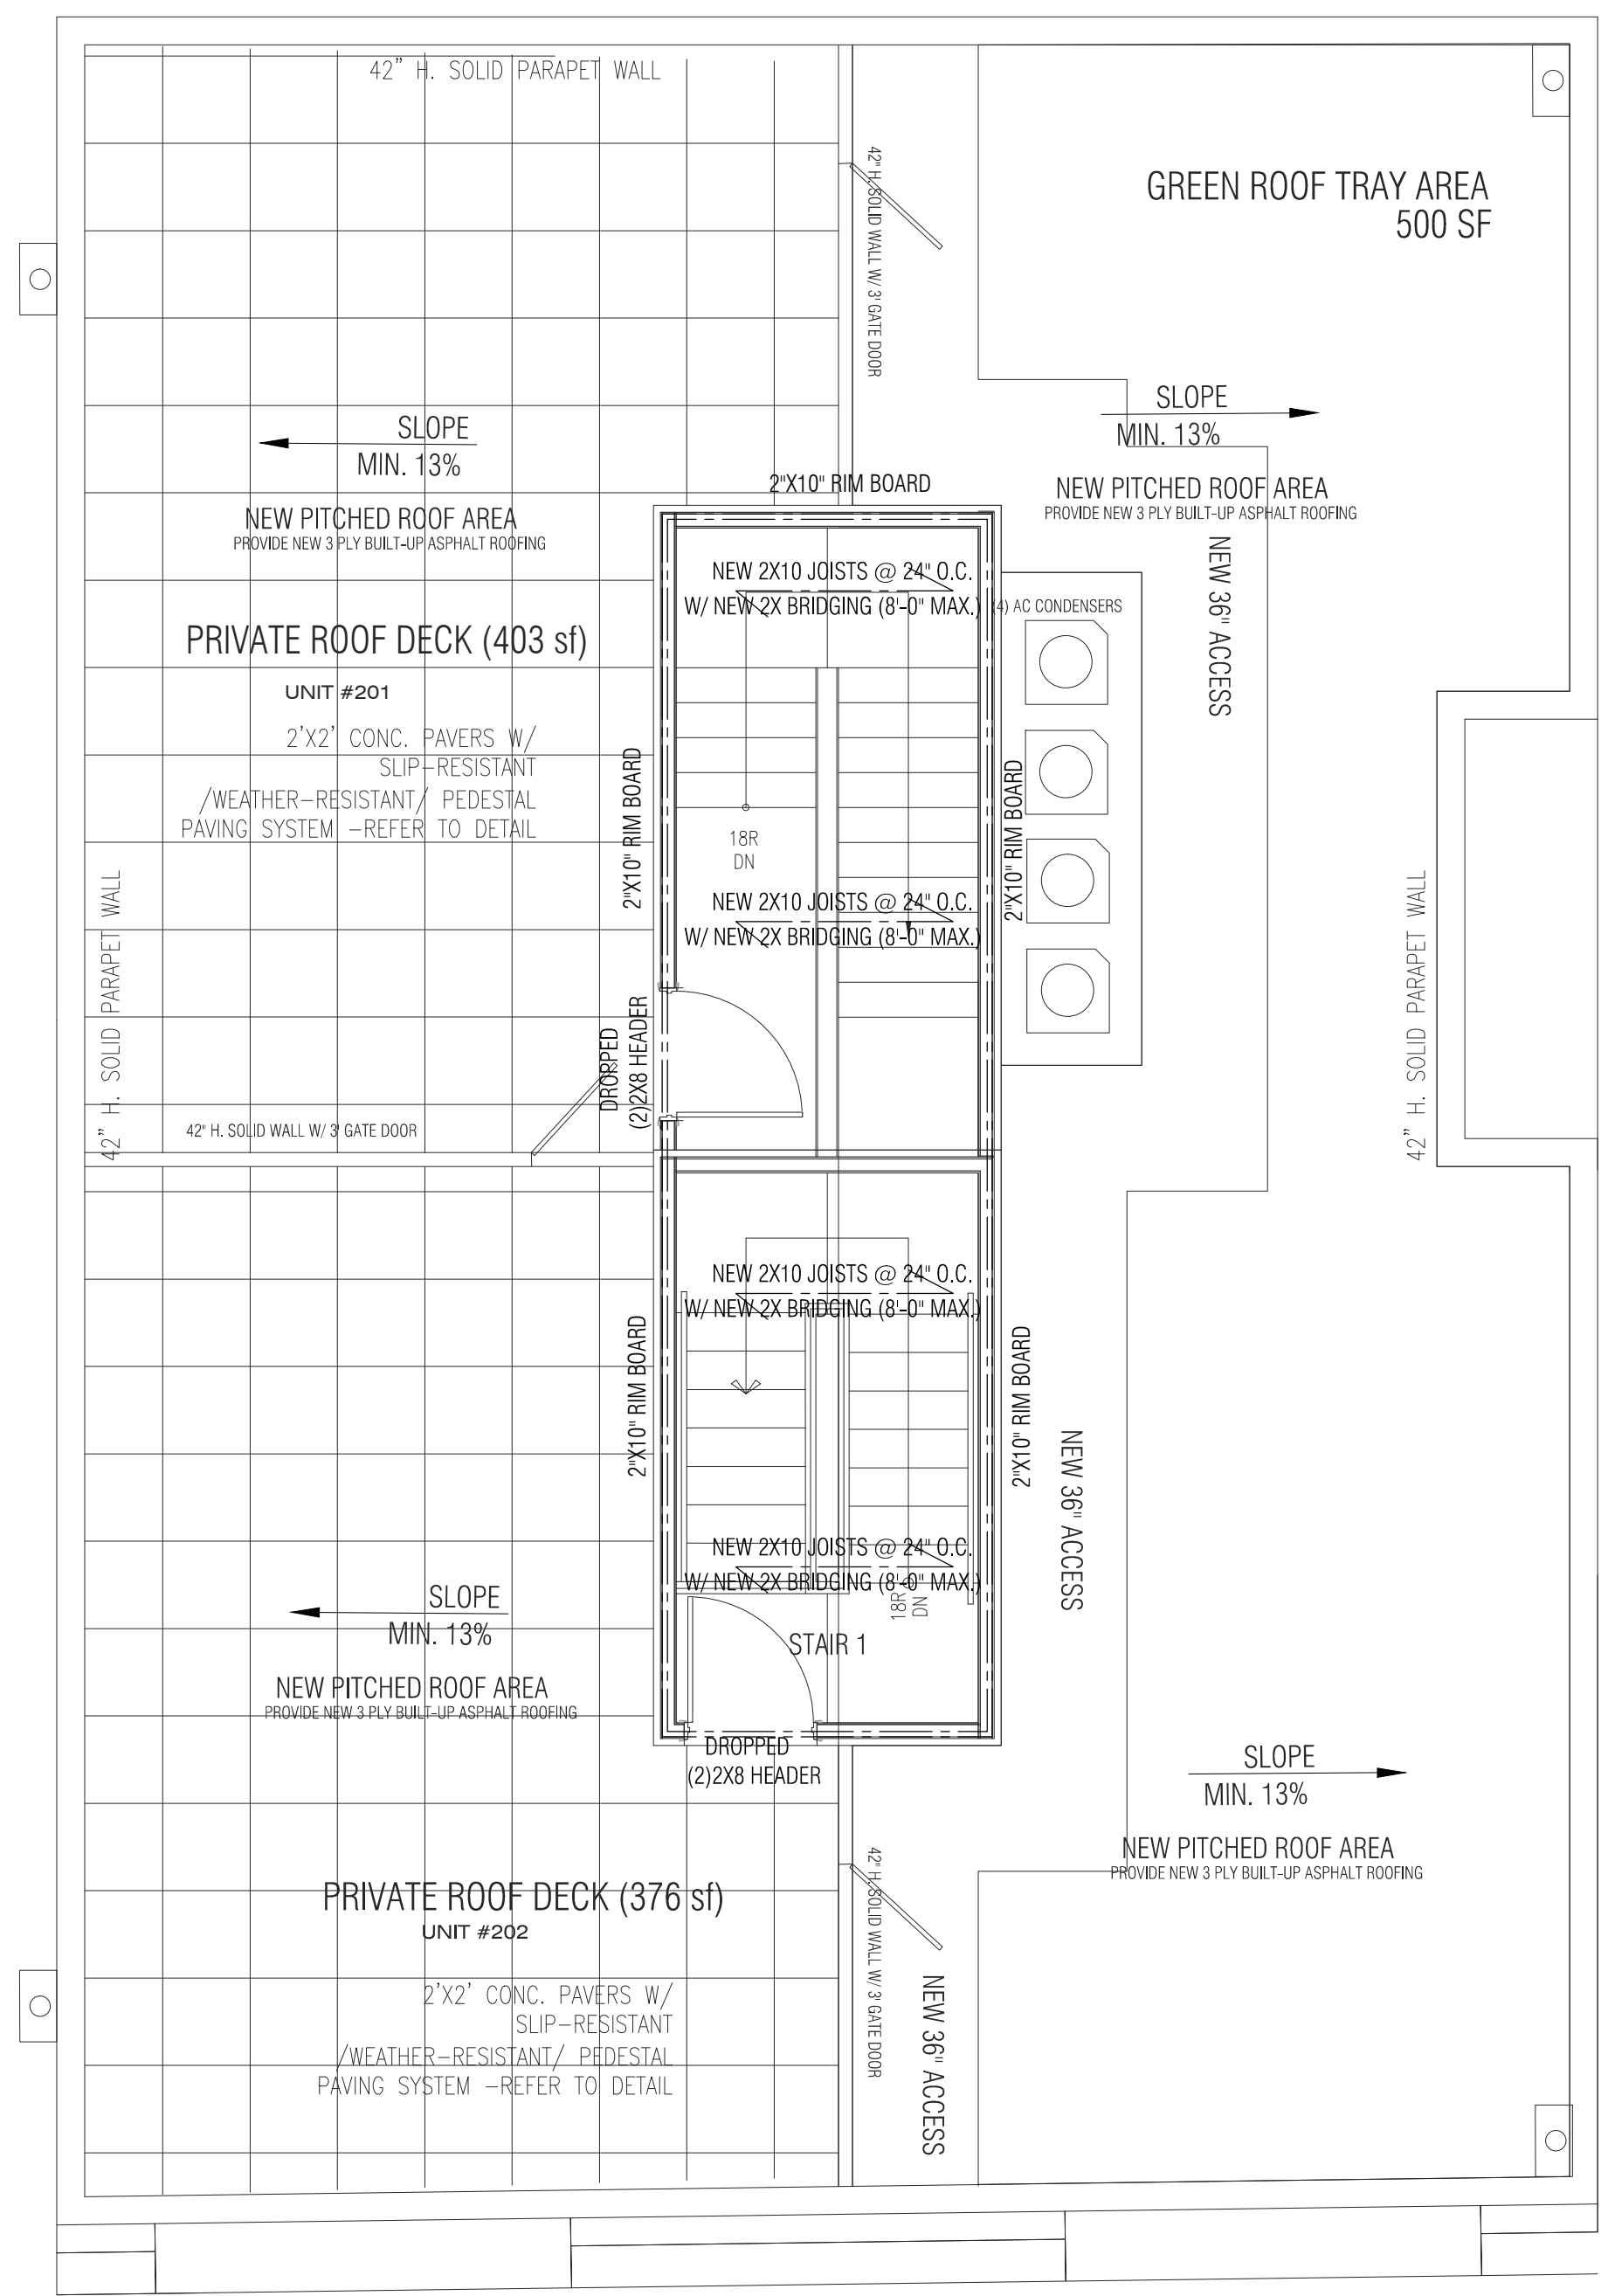 42” H. SOLID PARAPET WALL
42" H. SOLID WALL W/ 3' GATE DOOR
GREEN ROOF TRAY AREA
500 SF
SLOPE
MIN. 13%
NEW PITCHED ROOF AREA
PROVIDE NEW 3 PLY BUILT-UP ASPHALT ROOFING
SLOPE
MIN. 13%
NEW PITCHED ROOF AREA
PROVIDE NEW 3 PLY BUILT-UP ASPHALT ROOFING
2"X10" RIM BOARD
NEW 2X10 JOISTS @ 24" O.C.
W/ NEW 2X BRIDGING (8'-0" MAX.)
(4) AC CONDENSERS
NEW 36" ACCESS
PRIVATE ROOF DECK (403 sf)
UNIT #201
2’X2’ CONC. PAVERS W/
SLIP-RESISTANT
/WEATHER-RESISTANT/ PEDESTAL
PAVING SYSTEM -REFER TO DETAIL
2"X10" RIM BOARD
18R
DN
2"X10" RIM BOARD
NEW 2X10 JOISTS @ 24" O.C.
W/ NEW 2X BRIDGING (8'-0" MAX.)
42” H. SOLID PARAPET WALL
42” H. SOLID PARAPET WALL
DROPPED
(2)2X8 HEADER
42" H. SOLID WALL W/ 3' GATE DOOR
NEW 2X10 JOISTS @ 24" O.C.
W/ NEW 2X BRIDGING (8'-0" MAX.)
2"X10" RIM BOARD
2"X10" RIM BOARD
NEW 36" ACCESS
NEW 2X10 JOISTS @ 24" O.C.
W/ NEW 2X BRIDGING (8'-0" MAX.)
18R
DN
STAIR 1
SLOPE
MIN. 13%
NEW PITCHED ROOF AREA
PROVIDE NEW 3 PLY BUILT-UP ASPHALT ROOFING
DROPPED
(2)2X8 HEADER
SLOPE
MIN. 13%
NEW PITCHED ROOF AREA
PROVIDE NEW 3 PLY BUILT-UP ASPHALT ROOFING
PRIVATE ROOF DECK (376 sf)
UNIT #202
2’X2’ CONC. PAVERS W/
SLIP-RESISTANT
/WEATHER-RESISTANT/ PEDESTAL
PAVING SYSTEM -REFER TO DETAIL
42" H. SOLID WALL W/ 3' GATE DOOR
NEW 36" ACCESS